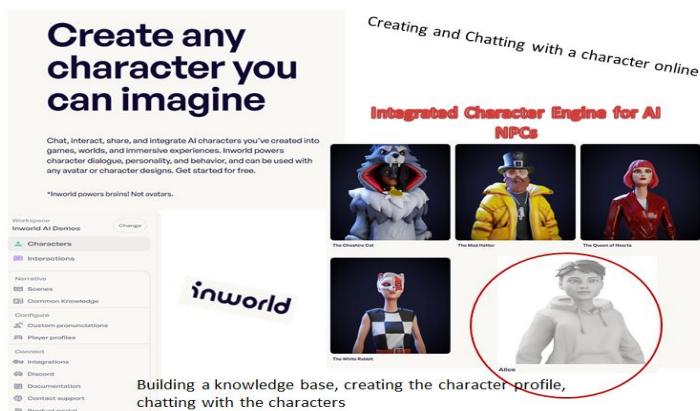 Create any
character you
can imagine
Chat, interact, share, and integrate AI characters you've created into
games, worlds, and immersive experiences. Inworld powers
character dialogue, personality, and behavior, and can be used with
any avatar or character designs. Get started for free.
*Inworld powers brains! Not avatars.
Creating and Chatting with a character online
Integrated Character Engine for AI
NPCs
The Cheshire Cat
The Mad Hatter
The Queen of Hearts
The White Rabbit
Alice
Workspace
Inworld AI Demos
Change
Characters
Interactions
Narrative
Scenes
Common Knowledge
Configure
Custom pronunciations
Player profiles
Connect
Integrations
Discord
Documentation
Contact support
inworld
Building a knowledge base, creating the character profile,
chatting with the characters